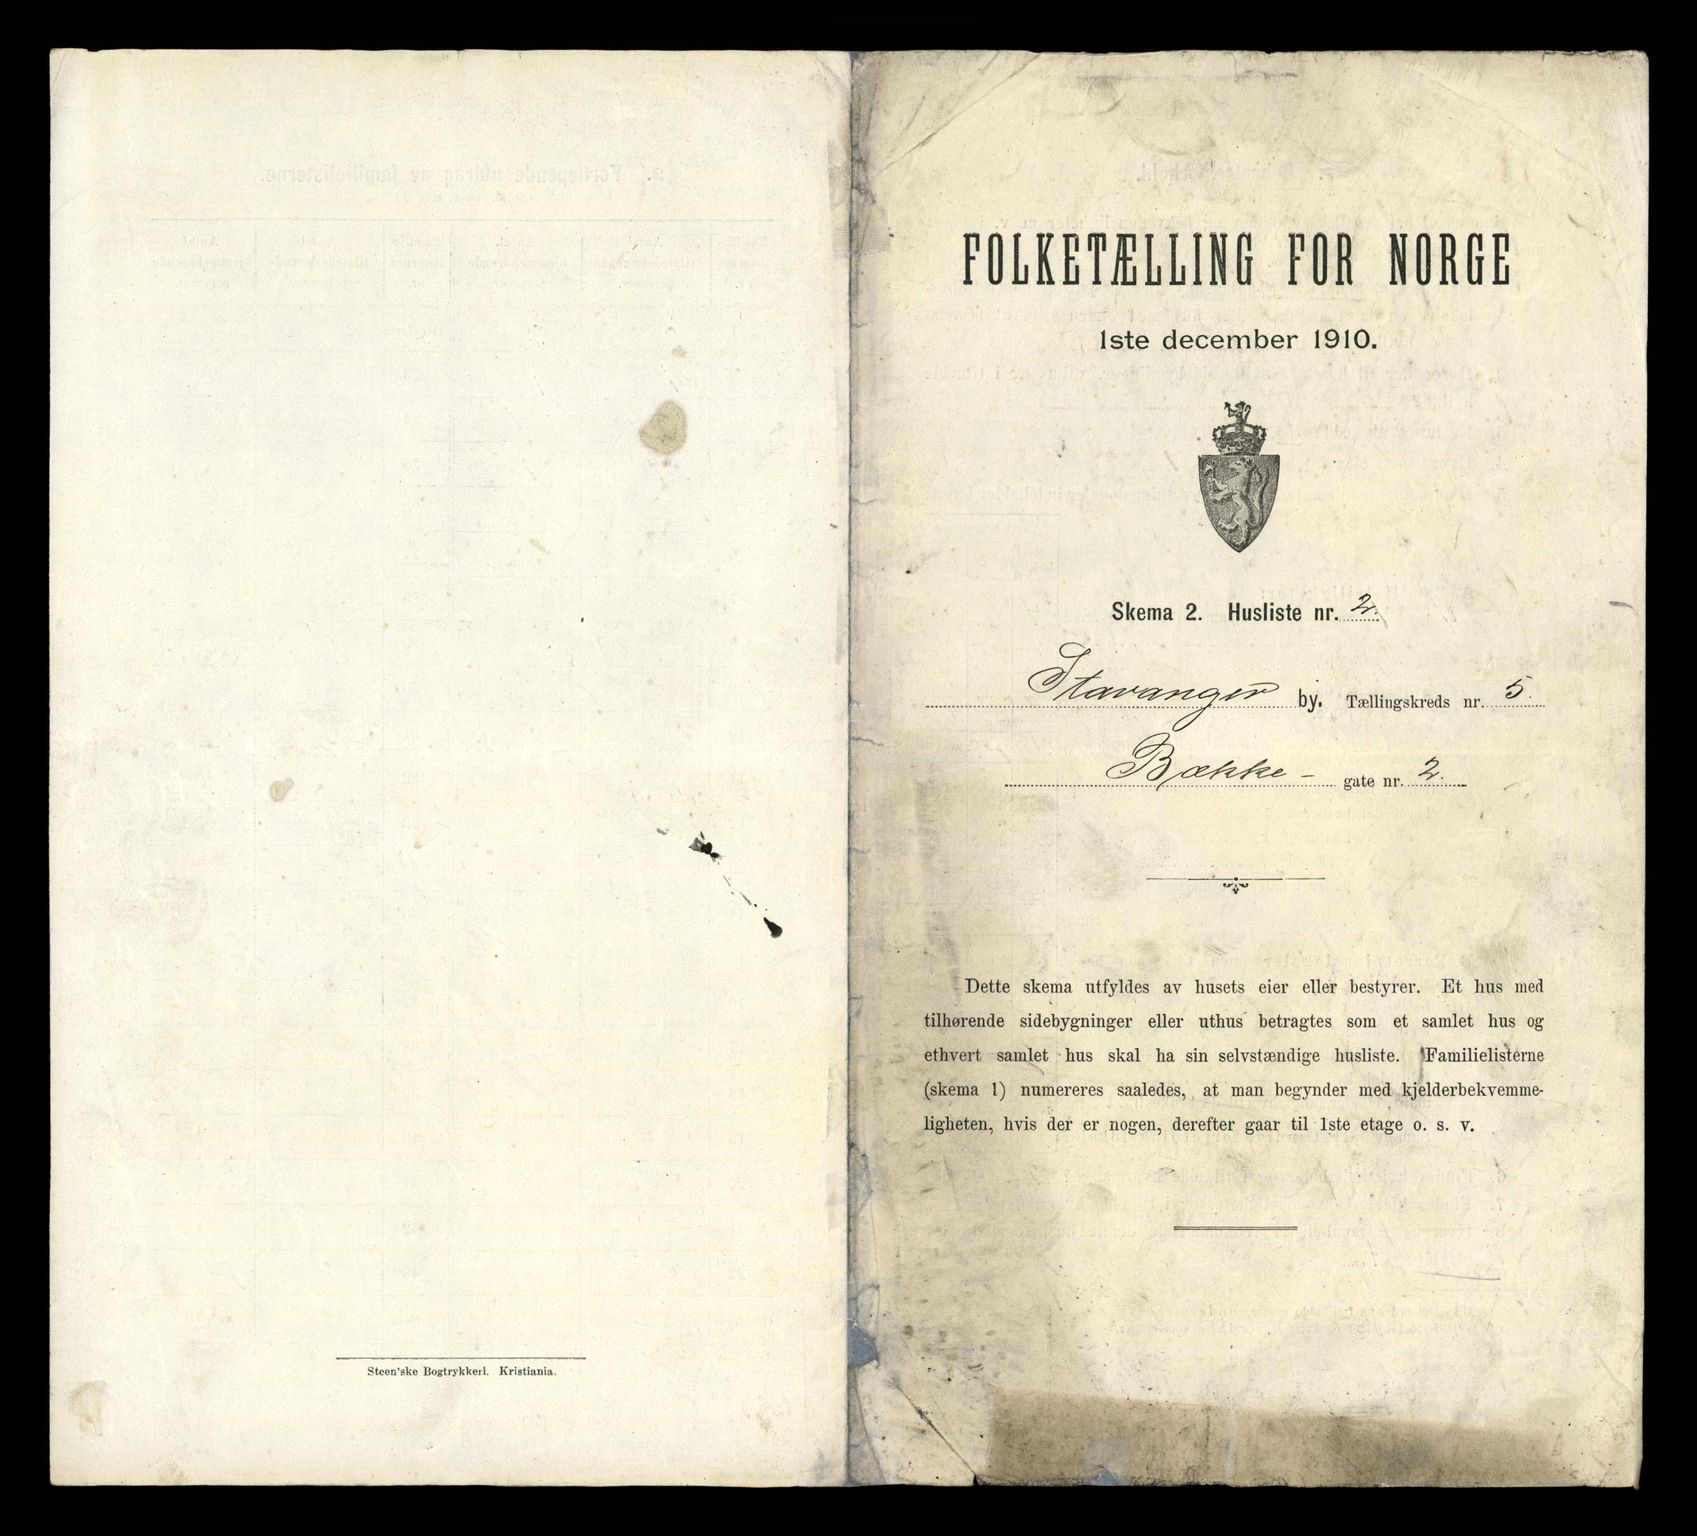 FOLKETÆLLING FOR NORGE
1ste december 1910.
Skema 2. Husliste nr. 2.
Stavanger by. Tællingskreds nr. 5.
Bække- gate nr. 2.
Dette skema utfyldes av husets eier eller bestyrer. Et hus med
tilhørende sidebygninger eller uthus betragtes som et samlet hus og
ethvert samlet hus skal ha sin selvstændige husliste. Familielisterne
(skema 1) numereres saaledes, at man begynder med kjelderbekvemme-
ligheten, hvis der er nogen, derefter gaar til 1ste etage o. s. v.
Steen'ske Bogtrykkeri. Kristiania.